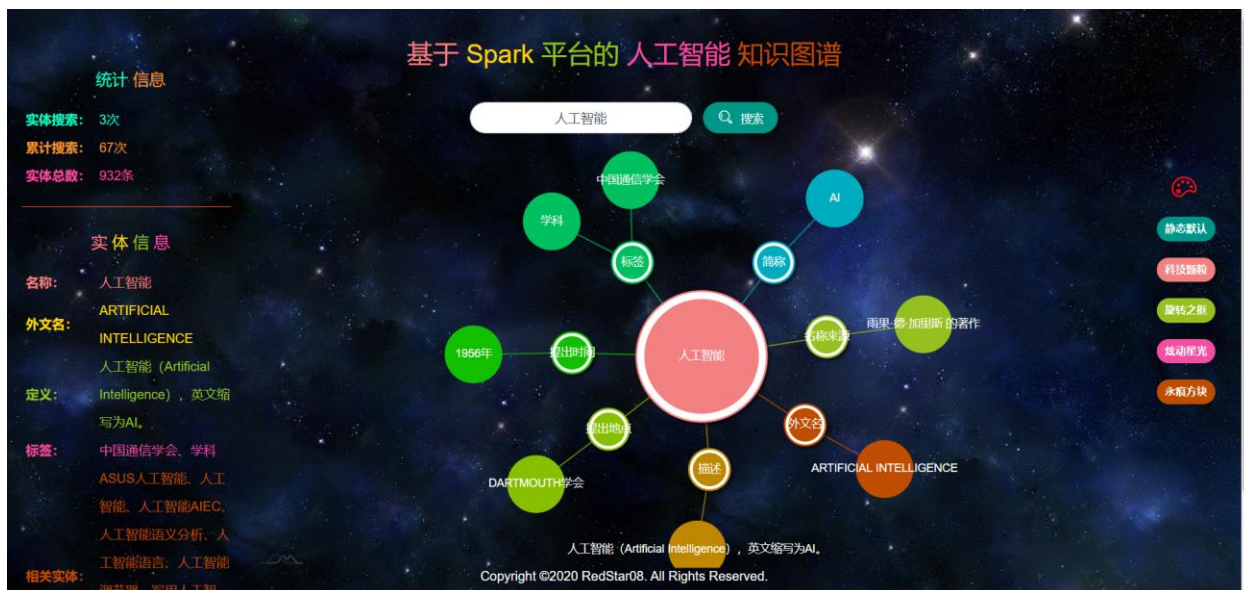 基于 Spark 平台的 人工智能 知识图谱
人工智能
搜索
统计 信息
实体搜索： 3次
累计搜索： 67次
实体总数： 932条
实 体 信 息
名称： 人工智能
外文名： ARTIFICIAL
INTELLIGENCE
定义： 人工智能（Artificial
Intelligence），英文缩
写为AI。
标签： 中国通信学会、学科
相关实体： ASUS人工智能、人工
智能、人工智能AIEC、
人工智能语义分析、人
工智能语言、人工智能
中国通信学会
学科
标签
AI
简称
雨果·德·加里斯 的著作
名称来源
1956年
提出时间
人工智能
提出地点
DARTMOUTH学会
描述
人工智能（Artificial Intelligence），英文缩写为AI。
外文名
ARTIFICIAL INTELLIGENCE
静态默认
科技颗粒
旋转之框
炫动星光
永痕方块
Copyright ©2020 RedStar08. All Rights Reserved.